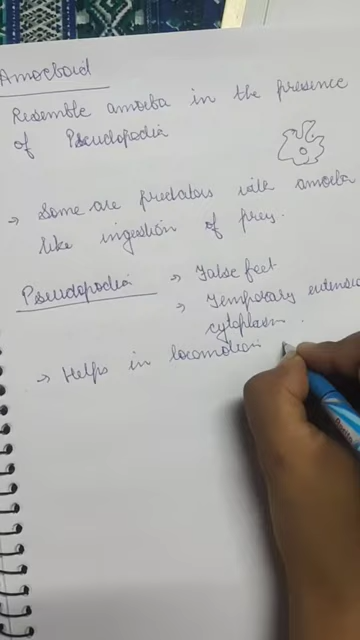 Amoeboid
Resemble amoeba in the presence
of Pseudopodia
→ Some are predators with amoeba
like ingestion of prey.
Pseudopodia → False feet
→ Temporary extensio
cytoplasm.
→ Helps in locomotion